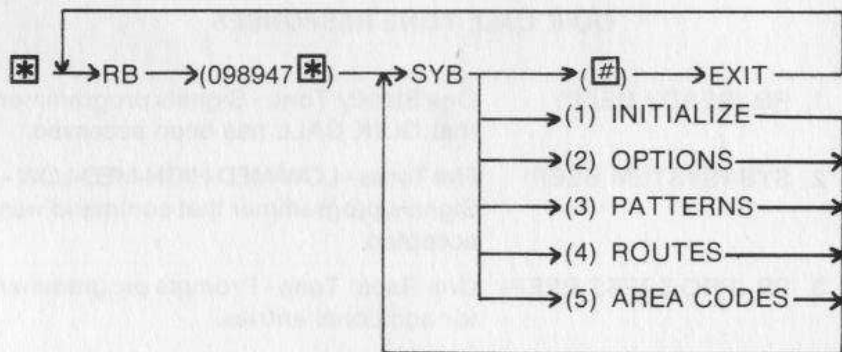 * RB (098947 *) SYB (#) EXIT
(1) INITIALIZE
(2) OPTIONS
(3) PATTERNS
(4) ROUTES
(5) AREA CODES